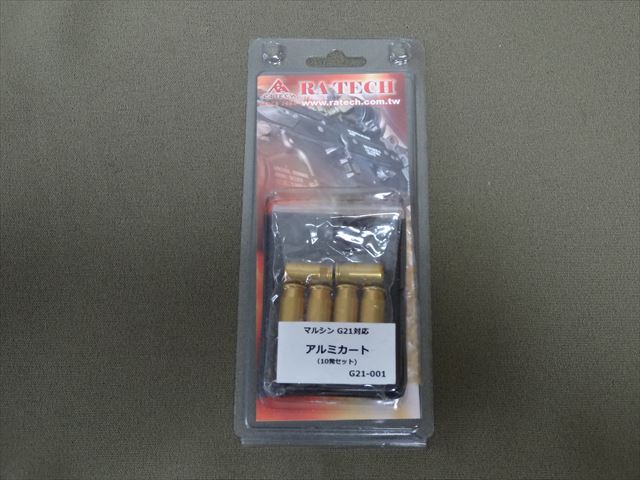 RA TECH
RATECH
www.ratech.com.tw
マルシン G21対応
アルミカート
(10発セット)
G21-001